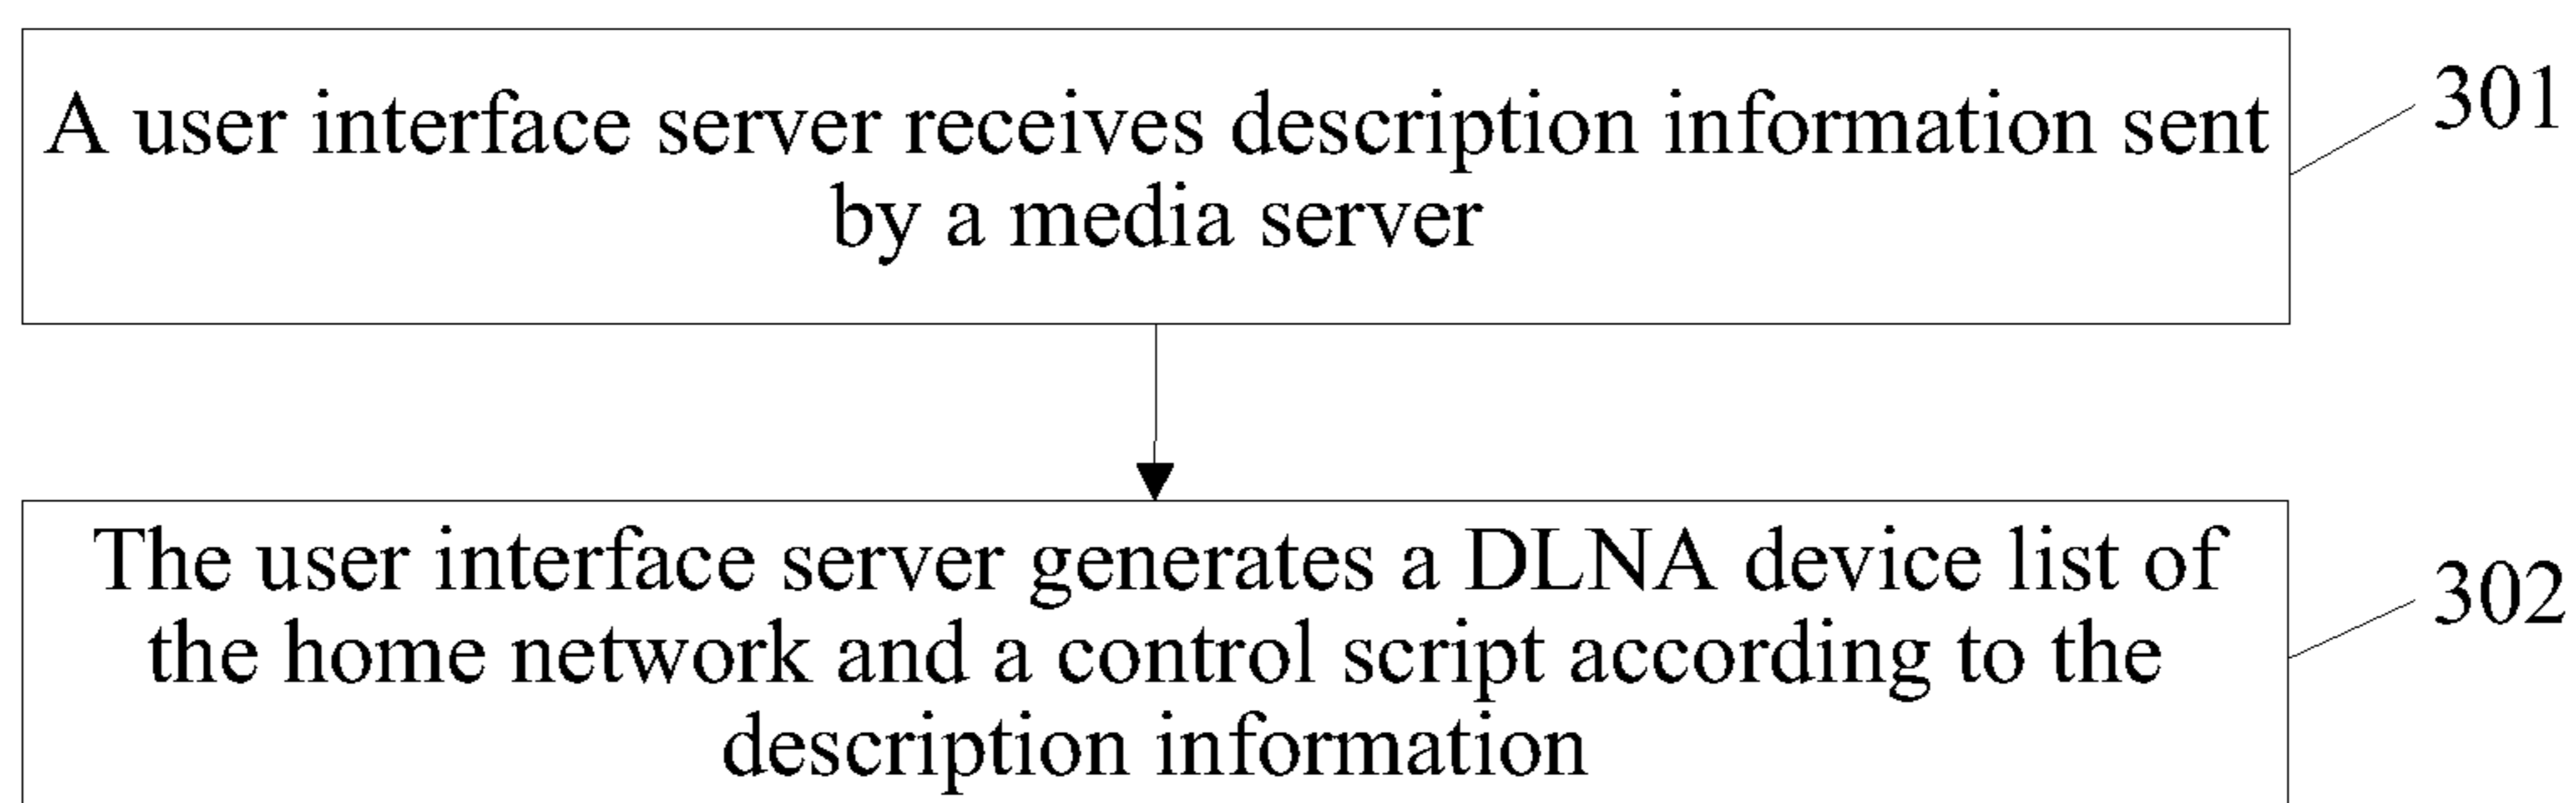 A user interface server receives description information sent
by a media server
301
The user interface server generates a DLNA device list of
the home network and a control script according to the
description information
302